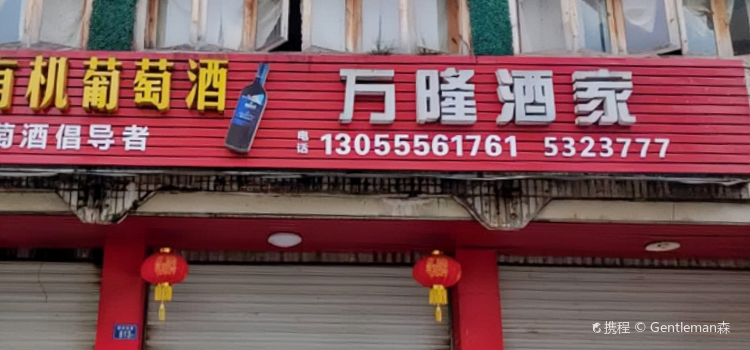 有机葡萄酒
萄酒倡导者
万隆酒家
电话 13055561761 5323777
携程 © Gentleman森